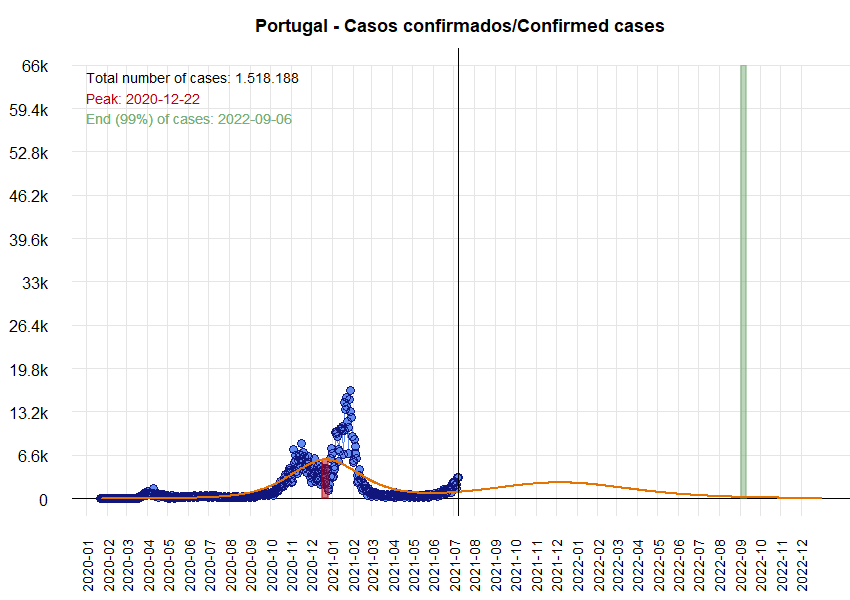 Portugal - Casos confirmados/Confirmed cases
Total number of cases: 1.518.188
Peak: 2020-12-22
End (99%) of cases: 2022-09-06
66k
59.4k
52.8k
46.2k
39.6k
33k
26.4k
19.8k
13.2k
6.6k
0
2020-01
2020-02
2020-03
2020-04
2020-05
2020-06
2020-07
2020-08
2020-09
2020-10
2020-11
2020-12
2021-01
2021-02
2021-03
2021-04
2021-05
2021-06
2021-07
2021-08
2021-09
2021-10
2021-11
2021-12
2022-01
2022-02
2022-03
2022-04
2022-05
2022-06
2022-07
2022-08
2022-09
2022-10
2022-11
2022-12